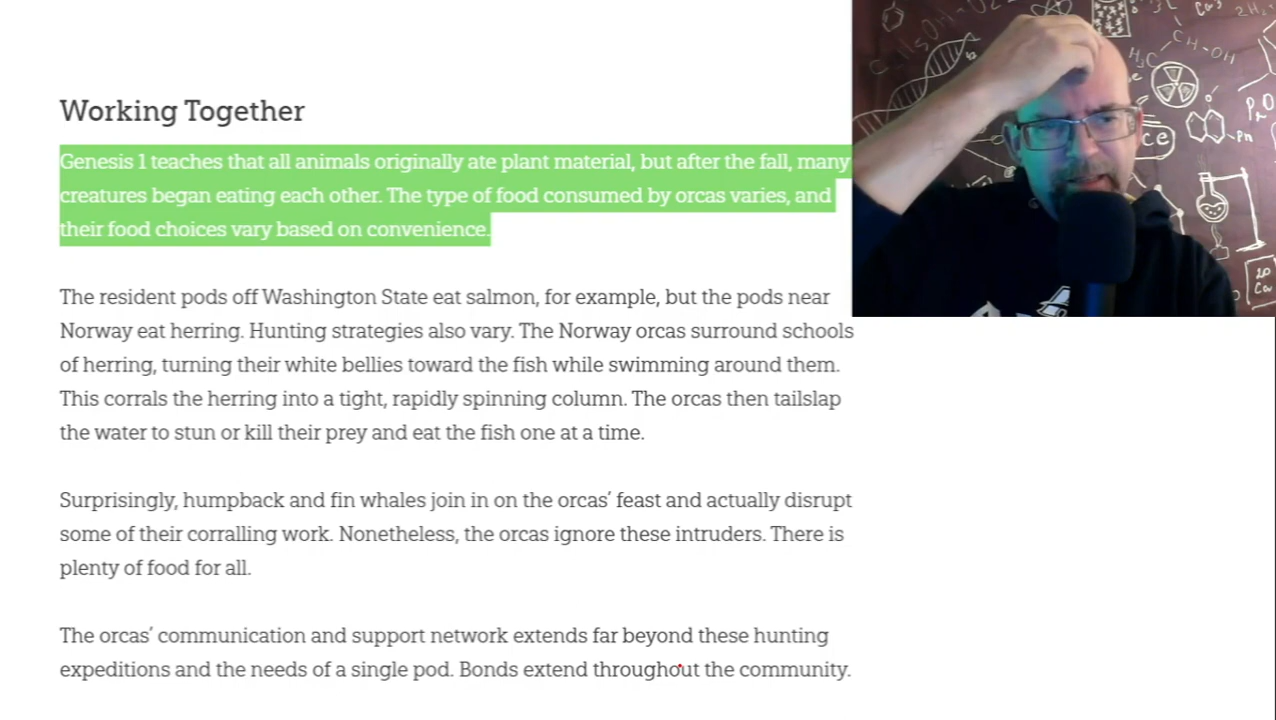 Working Together
Genesis 1 teaches that all animals originally ate plant material, but after the fall, many
creatures began eating each other. The type of food consumed by orcas varies, and
their food choices vary based on convenience.
The resident pods off Washington State eat salmon, for example, but the pods near
Norway eat herring. Hunting strategies also vary. The Norway orcas surround schools
of herring, turning their white bellies toward the fish while swimming around them.
This corrals the herring into a tight, rapidly spinning column. The orcas then tailslap
the water to stun or kill their prey and eat the fish one at a time.
Surprisingly, humpback and fin whales join in on the orcas’ feast and actually disrupt
some of their corralling work. Nonetheless, the orcas ignore these intruders. There is
plenty of food for all.
The orcas’ communication and support network extends far beyond these hunting
expeditions and the needs of a single pod. Bonds extend throughout the community.
CH-OH
H₃C
20
Ca